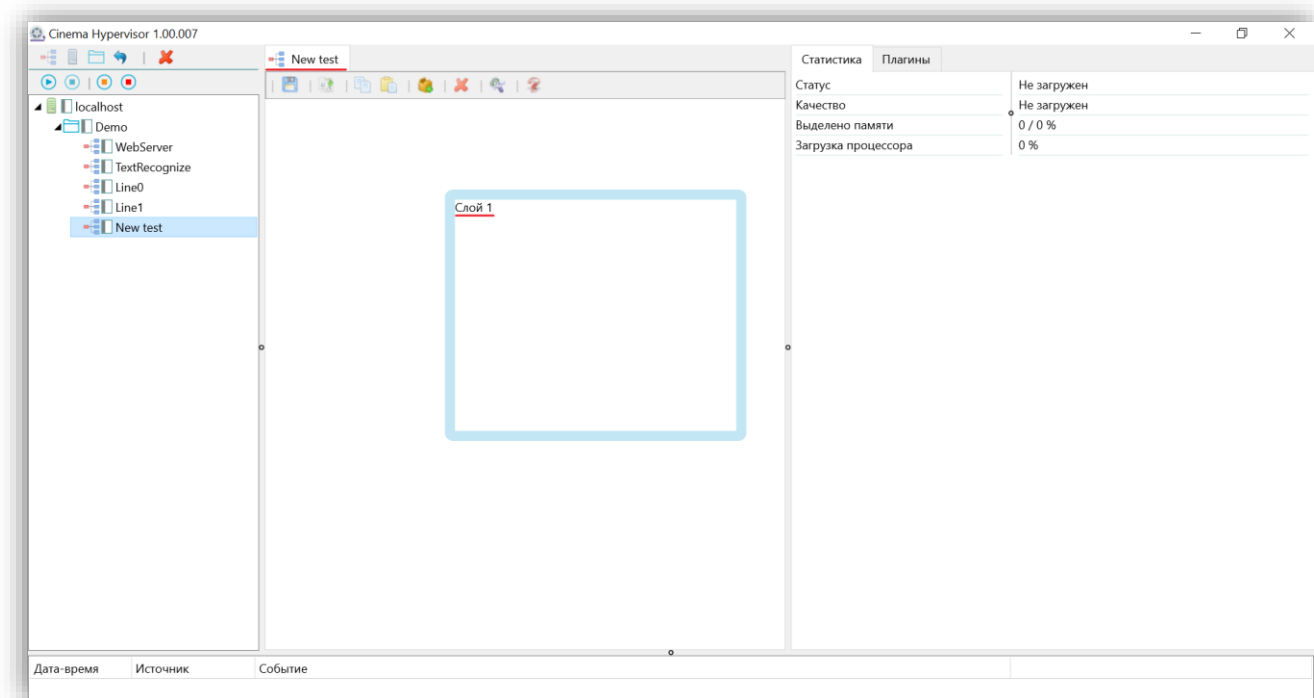 Cinema Hypervisor 1.00.007
New test
Статистика Плагины
localhost
Demo
WebServer
TextRecognize
Line0
Line1
New test
Слой 1
Статус Не загружен
Качество Не загружен
Выделено памяти 0 / 0 %
Загрузка процессора 0 %
Дата-время Источник Событие